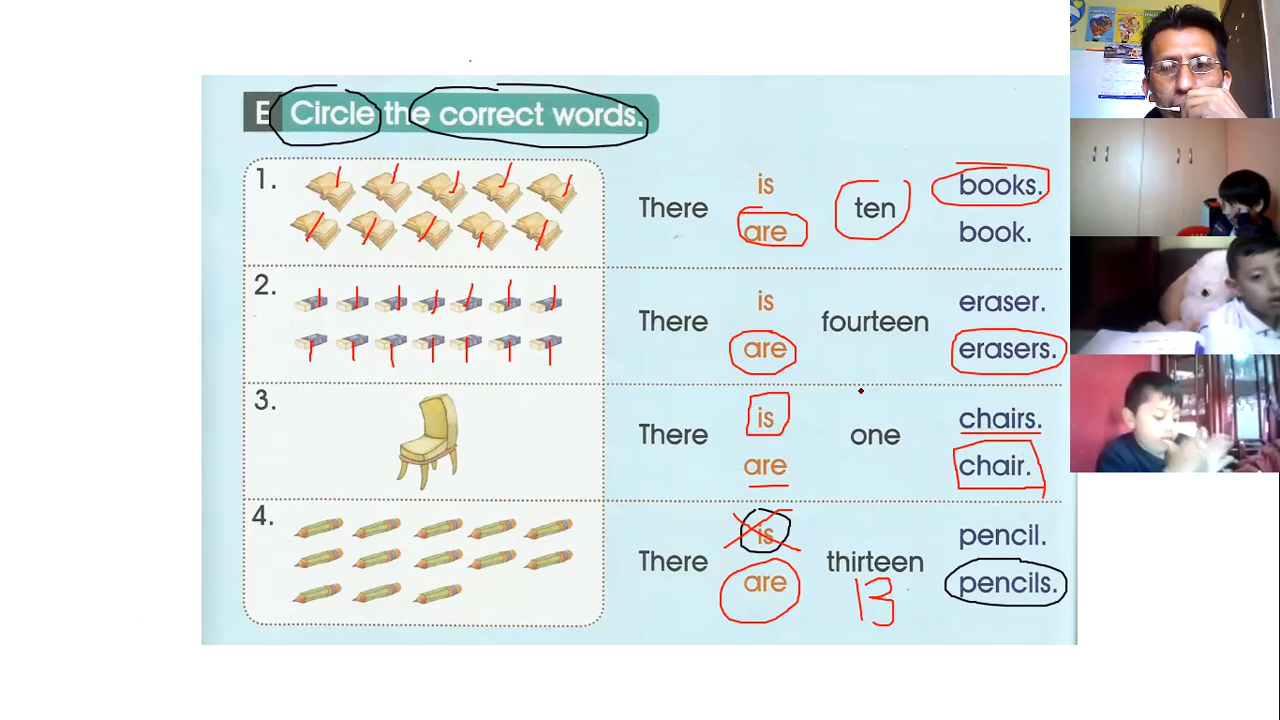 E Circle the correct words.
1. There is are ten books. book.
2. There is are fourteen eraser. erasers.
3. There is are one chairs. chair.
4. There is are thirteen pencil. pencils.
13